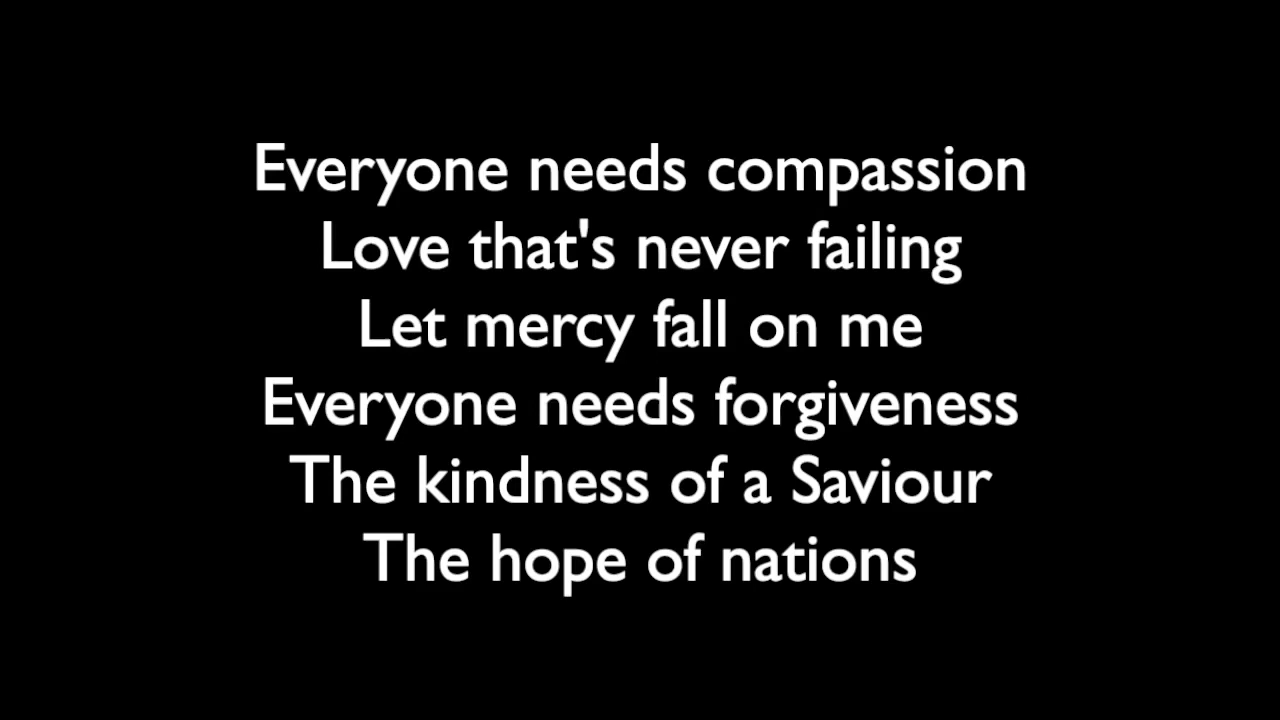 Everyone needs compassion
Love that's never failing
Let mercy fall on me
Everyone needs forgiveness
The kindness of a Saviour
The hope of nations